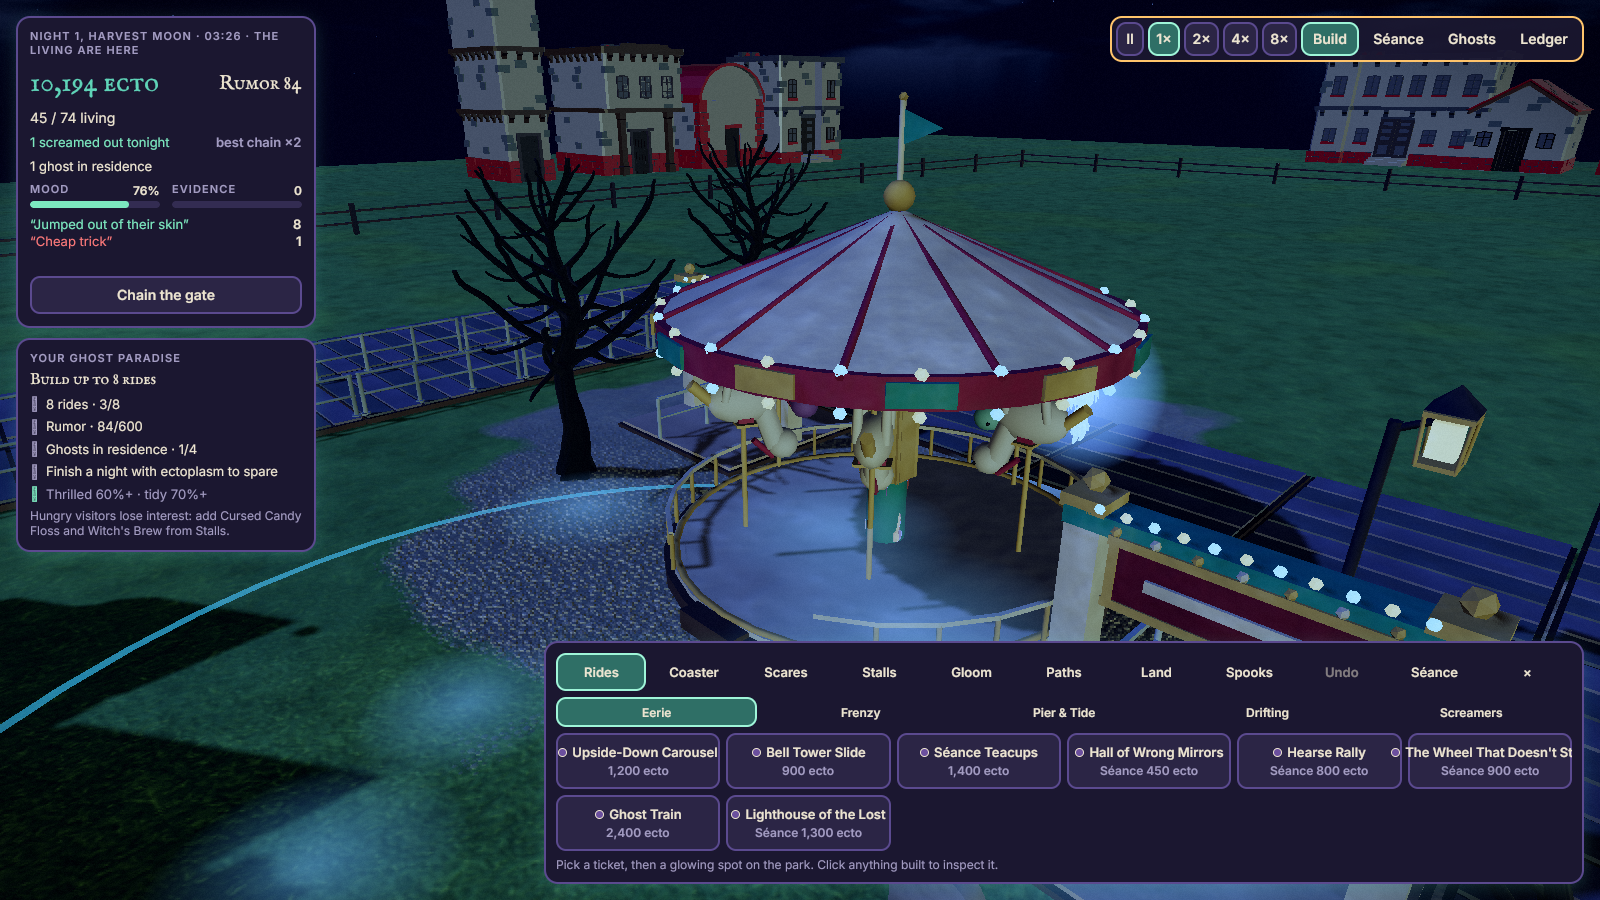 NIGHT 1, HARVEST MOON · 03:26 · THE
LIVING ARE HERE
10,194 ECTO
Rumor 84
45 / 74 living
1 screamed out tonight
best chain ×2
1 ghost in residence
MOOD 76%
EVIDENCE 0
“Jumped out of their skin” 8
“Cheap trick” 1
Chain the gate
YOUR GHOST PARADISE
Build up to 8 rides
8 rides · 3/8
Rumor · 84/600
Ghosts in residence · 1/4
Finish a night with ectoplasm to spare
Thrilled 60%+ · tidy 70%+
Hungry visitors lose interest: add Cursed Candy
Floss and Witch's Brew from Stalls.
II 1× 2× 4× 8× Build Séance Ghosts Ledger
Rides Coaster Scares Stalls Gloom Paths Land Spooks Undo Séance ×
Eerie Frenzy Pier & Tide Drifting Screamers
Upside-Down Carousel
1,200 ecto
Bell Tower Slide
900 ecto
Séance Teacups
1,400 ecto
Hall of Wrong Mirrors
Séance 450 ecto
Hearse Rally
Séance 800 ecto
The Wheel That Doesn't St
Séance 900 ecto
Ghost Train
2,400 ecto
Lighthouse of the Lost
Séance 1,300 ecto
Pick a ticket, then a glowing spot on the park. Click anything built to inspect it.